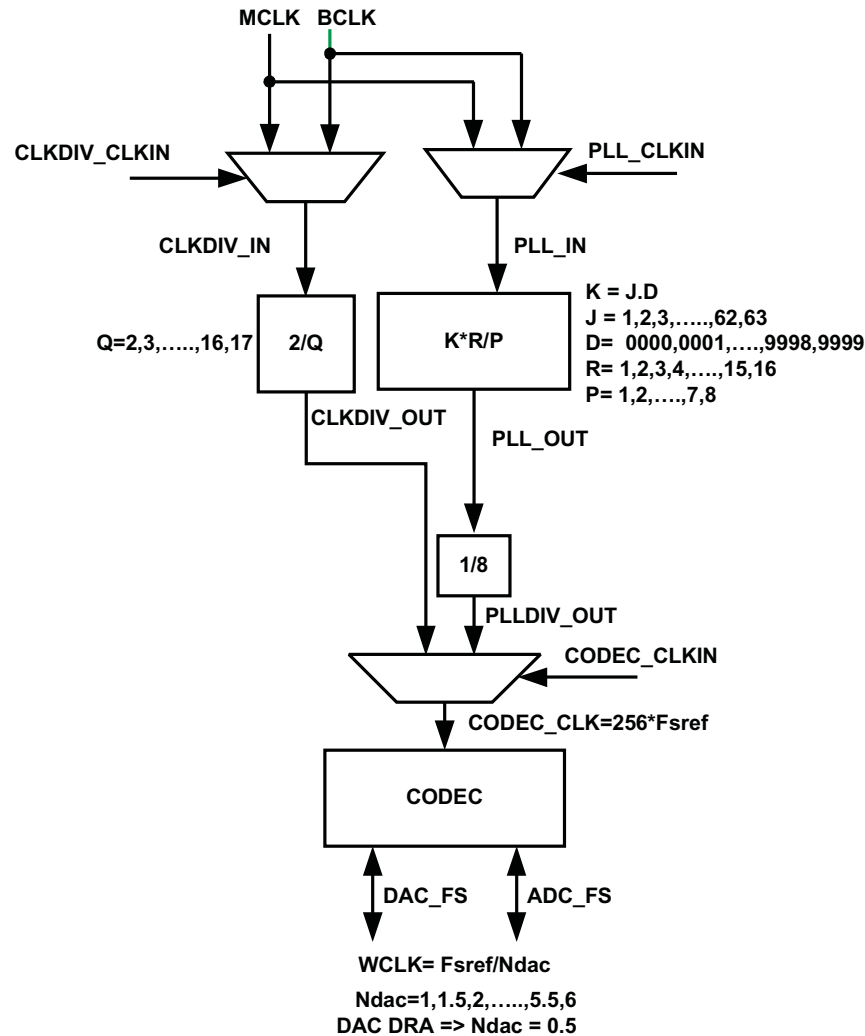 MCLK BCLK
CLKDIV_CLKIN
PLL_CLKIN
CLKDIV_IN
PLL_IN
K = J.D
J = 1,2,3,…..,62,63
D= 0000,0001,….,9998,9999
R= 1,2,3,4,….,15,16
P= 1,2,….,7,8
Q=2,3,…..,16,17
2/Q
K*R/P
CLKDIV_OUT
PLL_OUT
1/8
PLLDIV_OUT
CODEC_CLKIN
CODEC_CLK=256*Fsref
CODEC
DAC_FS
ADC_FS
WCLK= Fsref/Ndac
Ndac=1,1.5,2,…..,5.5,6
DAC DRA => Ndac = 0.5